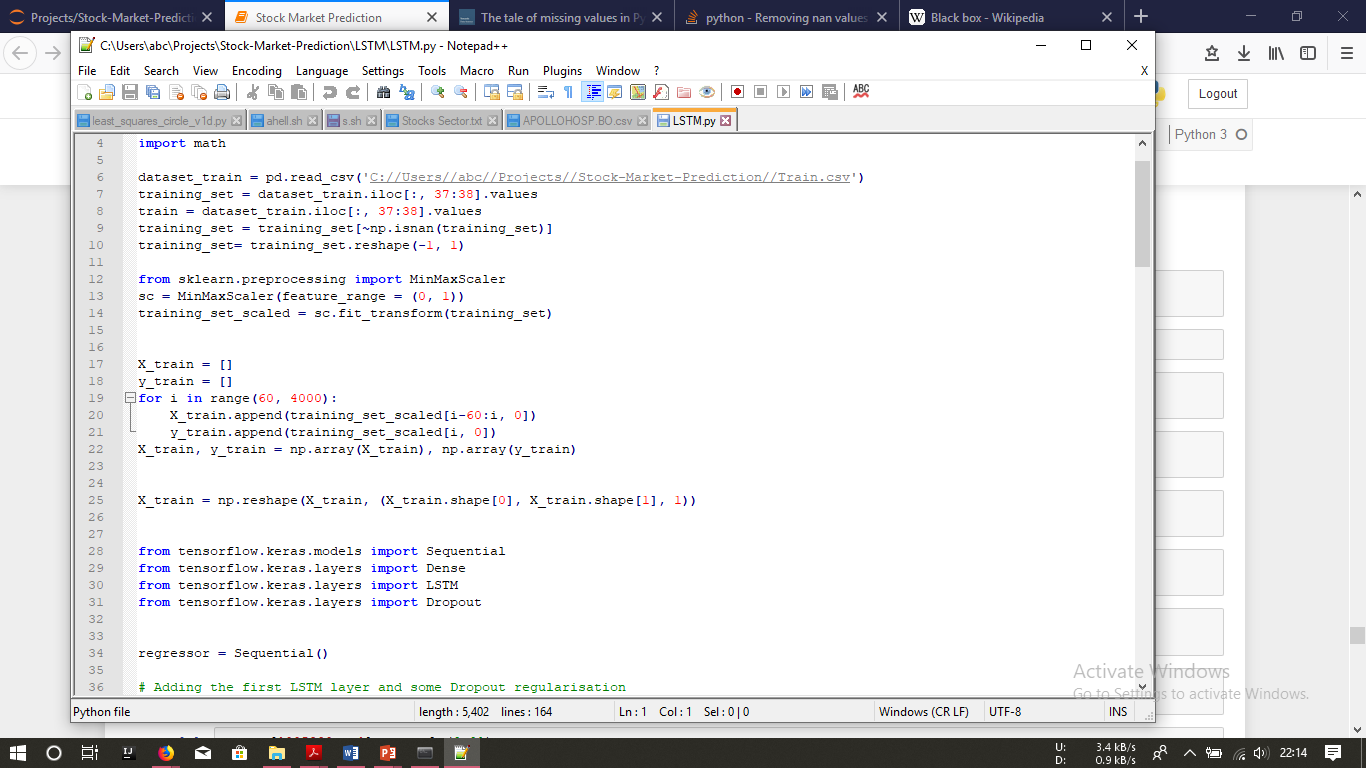 Projects/Stock-Market-Predicti
Stock Market Prediction
The tale of missing values in Py
python - Removing nan values
W Black box - Wikipedia
C:\Users\abc\Projects\Stock-Market-Prediction\LSTM\LSTM.py - Notepad++
File Edit Search View Encoding Language Settings Tools Macro Run Plugins Window ? X
ABC
Logout
least_squares_circle_v1d.py ahell.sh s.sh Stocks Sector.txt APOLLOHOSP.BO.csv LSTM.py
Python 3
4 import math
5
6 dataset_train = pd.read_csv('C://Users//abc//Projects//Stock-Market-Prediction//Train.csv')
7 training_set = dataset_train.iloc[:, 37:38].values
8 train = dataset_train.iloc[:, 37:38].values
9 training_set = training_set[~np.isnan(training_set)]
10 training_set= training_set.reshape(-1, 1)
11
12 from sklearn.preprocessing import MinMaxScaler
13 sc = MinMaxScaler(feature_range = (0, 1))
14 training_set_scaled = sc.fit_transform(training_set)
15
16
17 X_train = []
18 y_train = []
19 for i in range(60, 4000):
20 X_train.append(training_set_scaled[i-60:i, 0])
21 y_train.append(training_set_scaled[i, 0])
22 X_train, y_train = np.array(X_train), np.array(y_train)
23
24
25 X_train = np.reshape(X_train, (X_train.shape[0], X_train.shape[1], 1))
26
27
28 from tensorflow.keras.models import Sequential
29 from tensorflow.keras.layers import Dense
30 from tensorflow.keras.layers import LSTM
31 from tensorflow.keras.layers import Dropout
32
33
34 regressor = Sequential()
35
36 # Adding the first LSTM layer and some Dropout regularisation
Activate Windows
Go to Settings to activate Windows.
Python file length : 5,402 lines : 164 Ln : 1 Col : 1 Sel : 0 | 0 Windows (CR LF) UTF-8 INS
U: 3.4 kB/s
D: 0.9 kB/s
22:14